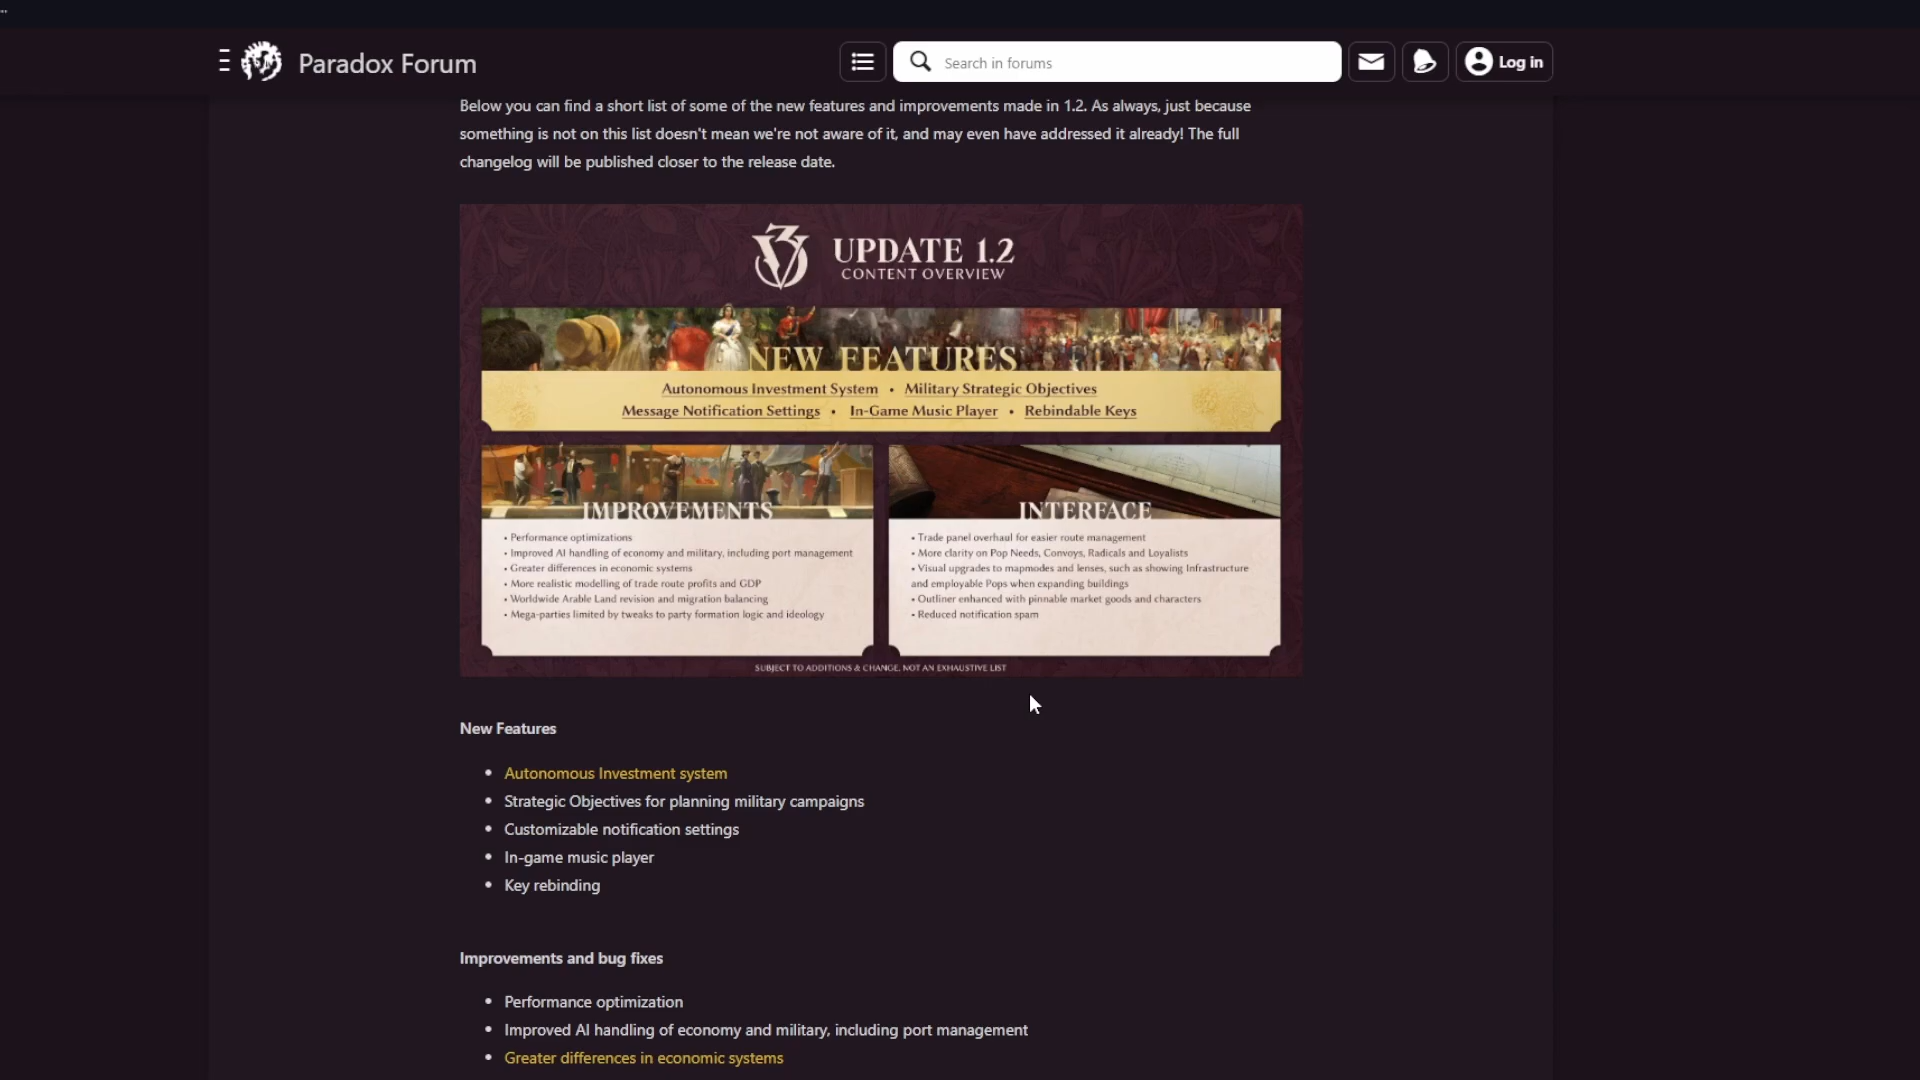 Paradox Forum
Search in forums
Log in
Below you can find a short list of some of the new features and improvements made in 1.2. As always, just because
something is not on this list doesn't mean we're not aware of it, and may even have addressed it already! The full
changelog will be published closer to the release date.
UPDATE 1.2
CONTENT OVERVIEW
NEW FEATURES
Autonomous Investment System • Military Strategic Objectives
Message Notification Settings • In-Game Music Player • Rebindable Keys
IMPROVEMENTS
• Performance optimizations
• Improved AI handling of economy and military, including port management
• Greater differences in economic systems
• More realistic modelling of trade route profits and GDP
• Worldwide Arable Land revision and migration balancing
• Mega-parties limited by tweaks to party formation logic and ideology
INTERFACE
• Trade panel overhaul for easier route management
• More clarity on Pop Needs, Convoys, Radicals and Loyalists
• Visual upgrades to mapmodes and lenses, such as showing Infrastructure
and employable Pops when expanding buildings
• Outliner enhanced with pinnable market goods and characters
• Reduced notification spam
SUBJECT TO ADDITIONS & CHANGE, NOT AN EXHAUSTIVE LIST
New Features
• Autonomous Investment system
• Strategic Objectives for planning military campaigns
• Customizable notification settings
• In-game music player
• Key rebinding
Improvements and bug fixes
• Performance optimization
• Improved AI handling of economy and military, including port management
• Greater differences in economic systems